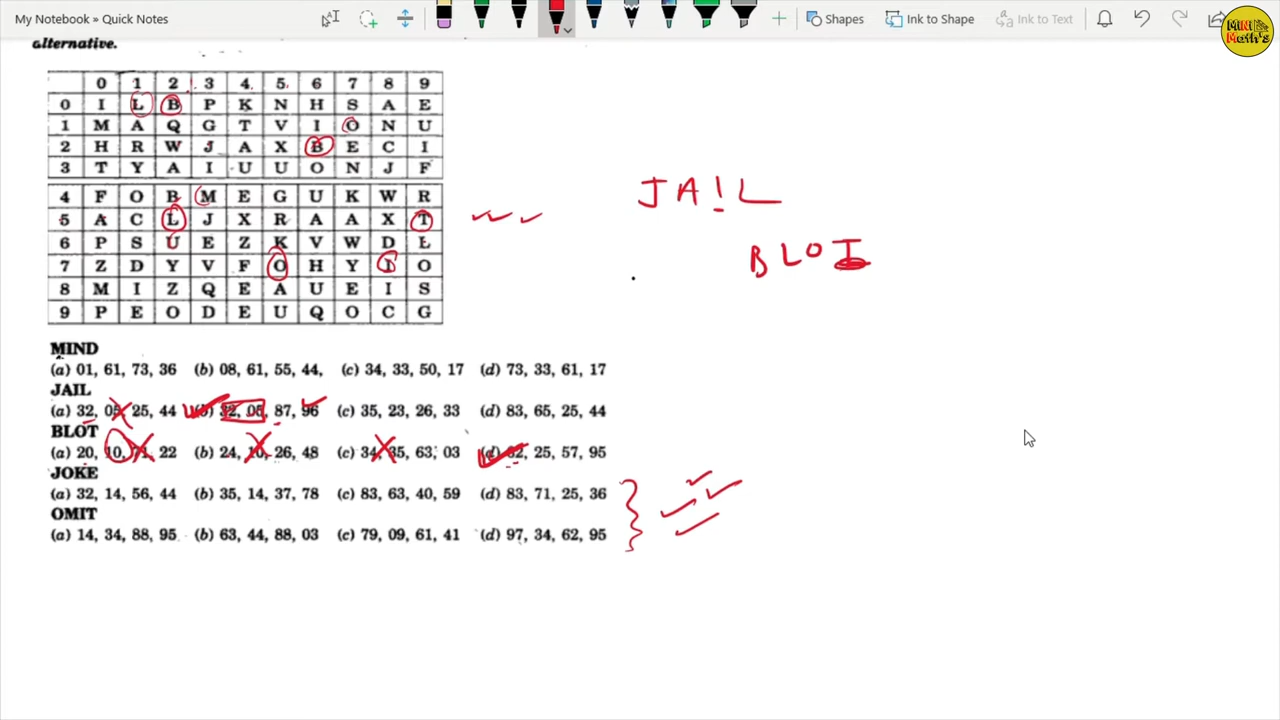 My Notebook » Quick Notes
Shapes
Ink to Shape
Ink to Text
MiNi
Math's
alternative.
0 1 2 3 4 5 6 7 8 9
0 I L B P K N H S A E
1 M A Q G T V I O N U
2 H R W J A X B E C I
3 T Y A I U U O N J F
4 F O B M E G U K W R
5 A C L J X R A A X T
6 P S U E Z K V W D L
7 Z D Y V F O H Y I O
8 M I Z Q E A U E I S
9 P E O D E U Q O C G
JAIL
BLOT
MIND
(a) 01, 61, 73, 36 (b) 08, 61, 55, 44, (c) 34, 33, 50, 17 (d) 73, 33, 61, 17
JAIL
(a) 32, 05, 25, 44 (b) 32, 05, 87, 96 (c) 35, 23, 26, 33 (d) 83, 65, 25, 44
BLOT
(a) 20, 10, 71, 22 (b) 24, 10, 26, 48 (c) 34, 35, 63, 03 (d) 62, 25, 57, 95
JOKE
(a) 32, 14, 56, 44 (b) 35, 14, 37, 78 (c) 83, 63, 40, 59 (d) 83, 71, 25, 36
OMIT
(a) 14, 34, 88, 95 (b) 63, 44, 88, 03 (c) 79, 09, 61, 41 (d) 97, 34, 62, 95